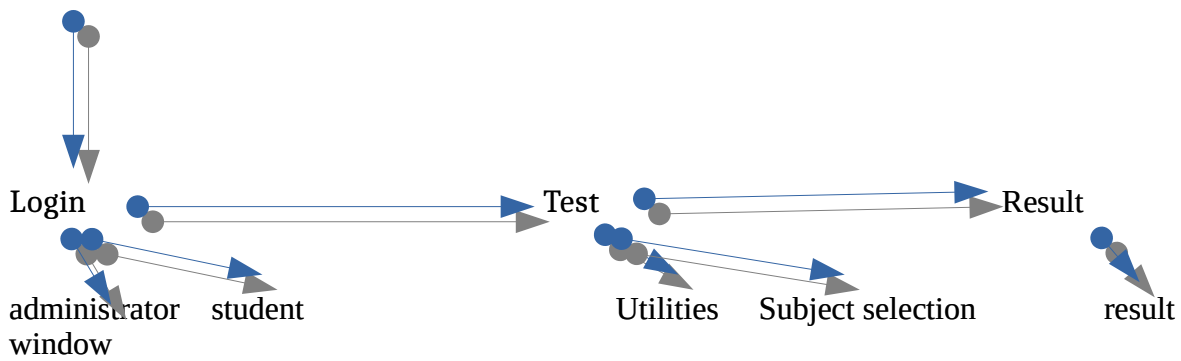 Login Test Result
administrator student Utilities Subject selection result
window